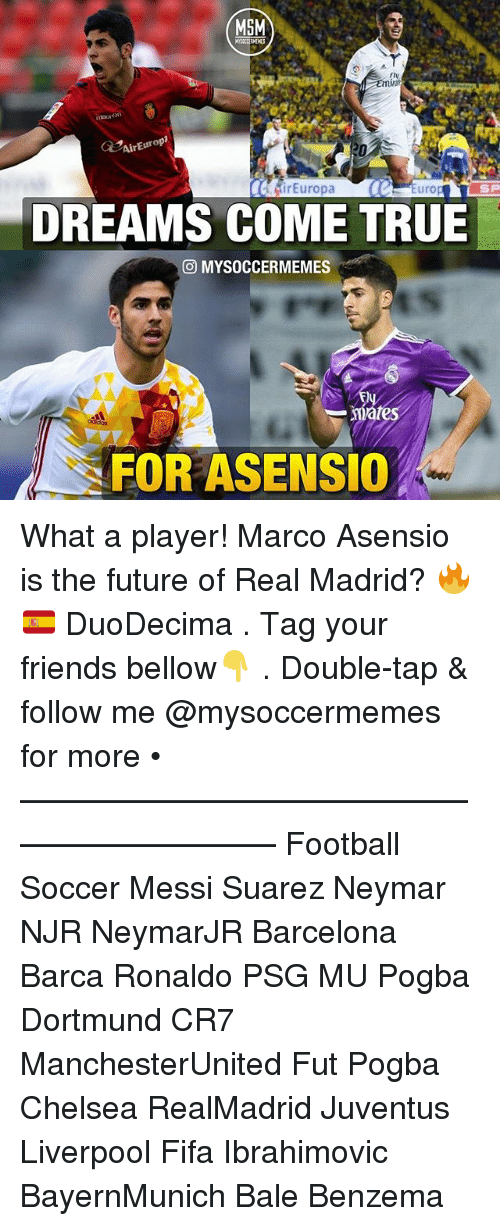 MSM
MYSOCCERMEMES
Fly
AirEuropa
20
AirEuropa
Europ
SP
DREAMS COME TRUE
MYSOCCERMEMES
adidas
Fly
FOR ASENSIO
What a player! Marco Asensio
is the future of Real Madrid? 🔥
🇪🇸 DuoDecima . Tag your
friends bellow👇 . Double-tap &
follow me @mysoccermemes
for more •
——————————————
———————— Football
Soccer Messi Suarez Neymar
NJR NeymarJR Barcelona
Barca Ronaldo PSG MU Pogba
Dortmund CR7
ManchesterUnited Fut Pogba
Chelsea RealMadrid Juventus
Liverpool Fifa Ibrahimovic
BayernMunich Bale Benzema